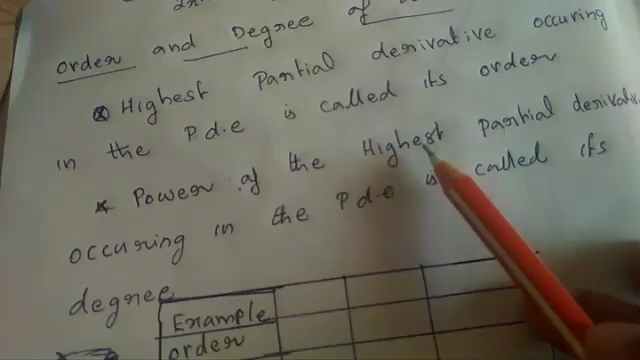 order and Degree of
Highest Partial derivative occuring
in the P.d.e is called its order
* Power of the Highest Partial derivati
occuring in the P.d.e is called its
degree
Example
order